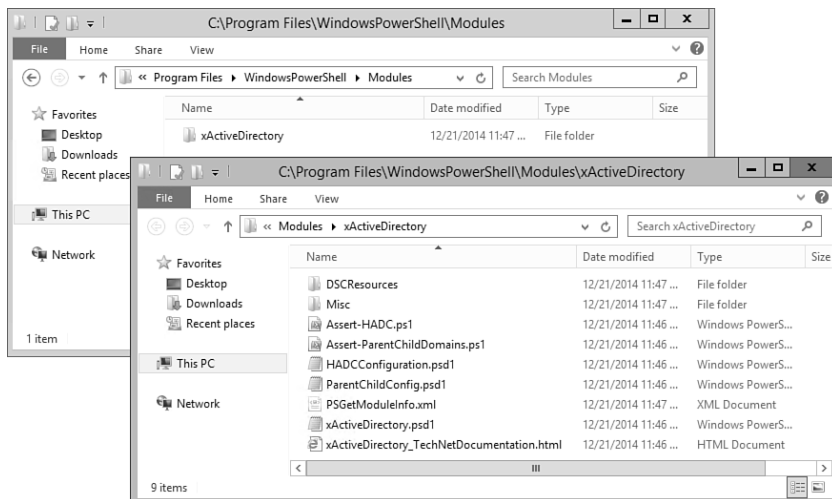 C:\Program Files\WindowsPowerShell\Modules
File Home Share View
« Program Files ▸ WindowsPowerShell ▸ Modules Search Modules
Favorites
Desktop
Downloads
Recent places
This PC
Network
Name Date modified Type Size
xActiveDirectory 12/21/2014 11:47 ... File folder
1 item
C:\Program Files\WindowsPowerShell\Modules\xActiveDirectory
File Home Share View
« Modules ▸ xActiveDirectory Search xActiveDirectory
Favorites
Desktop
Downloads
Recent places
This PC
Network
Name Date modified Type Size
DSCResources 12/21/2014 11:47 ... File folder
Misc 12/21/2014 11:47 ... File folder
Assert-HADC.ps1 12/21/2014 11:46 ... Windows PowerS...
Assert-ParentChildDomains.ps1 12/21/2014 11:46 ... Windows PowerS...
HADCConfiguration.psd1 12/21/2014 11:46 ... Windows PowerS...
ParentChildConfig.psd1 12/21/2014 11:46 ... Windows PowerS...
PSGetModuleInfo.xml 12/21/2014 11:47 ... XML Document
xActiveDirectory.psd1 12/21/2014 11:46 ... Windows PowerS...
xActiveDirectory_TechNetDocumentation.html 12/21/2014 11:46 ... HTML Document
9 items